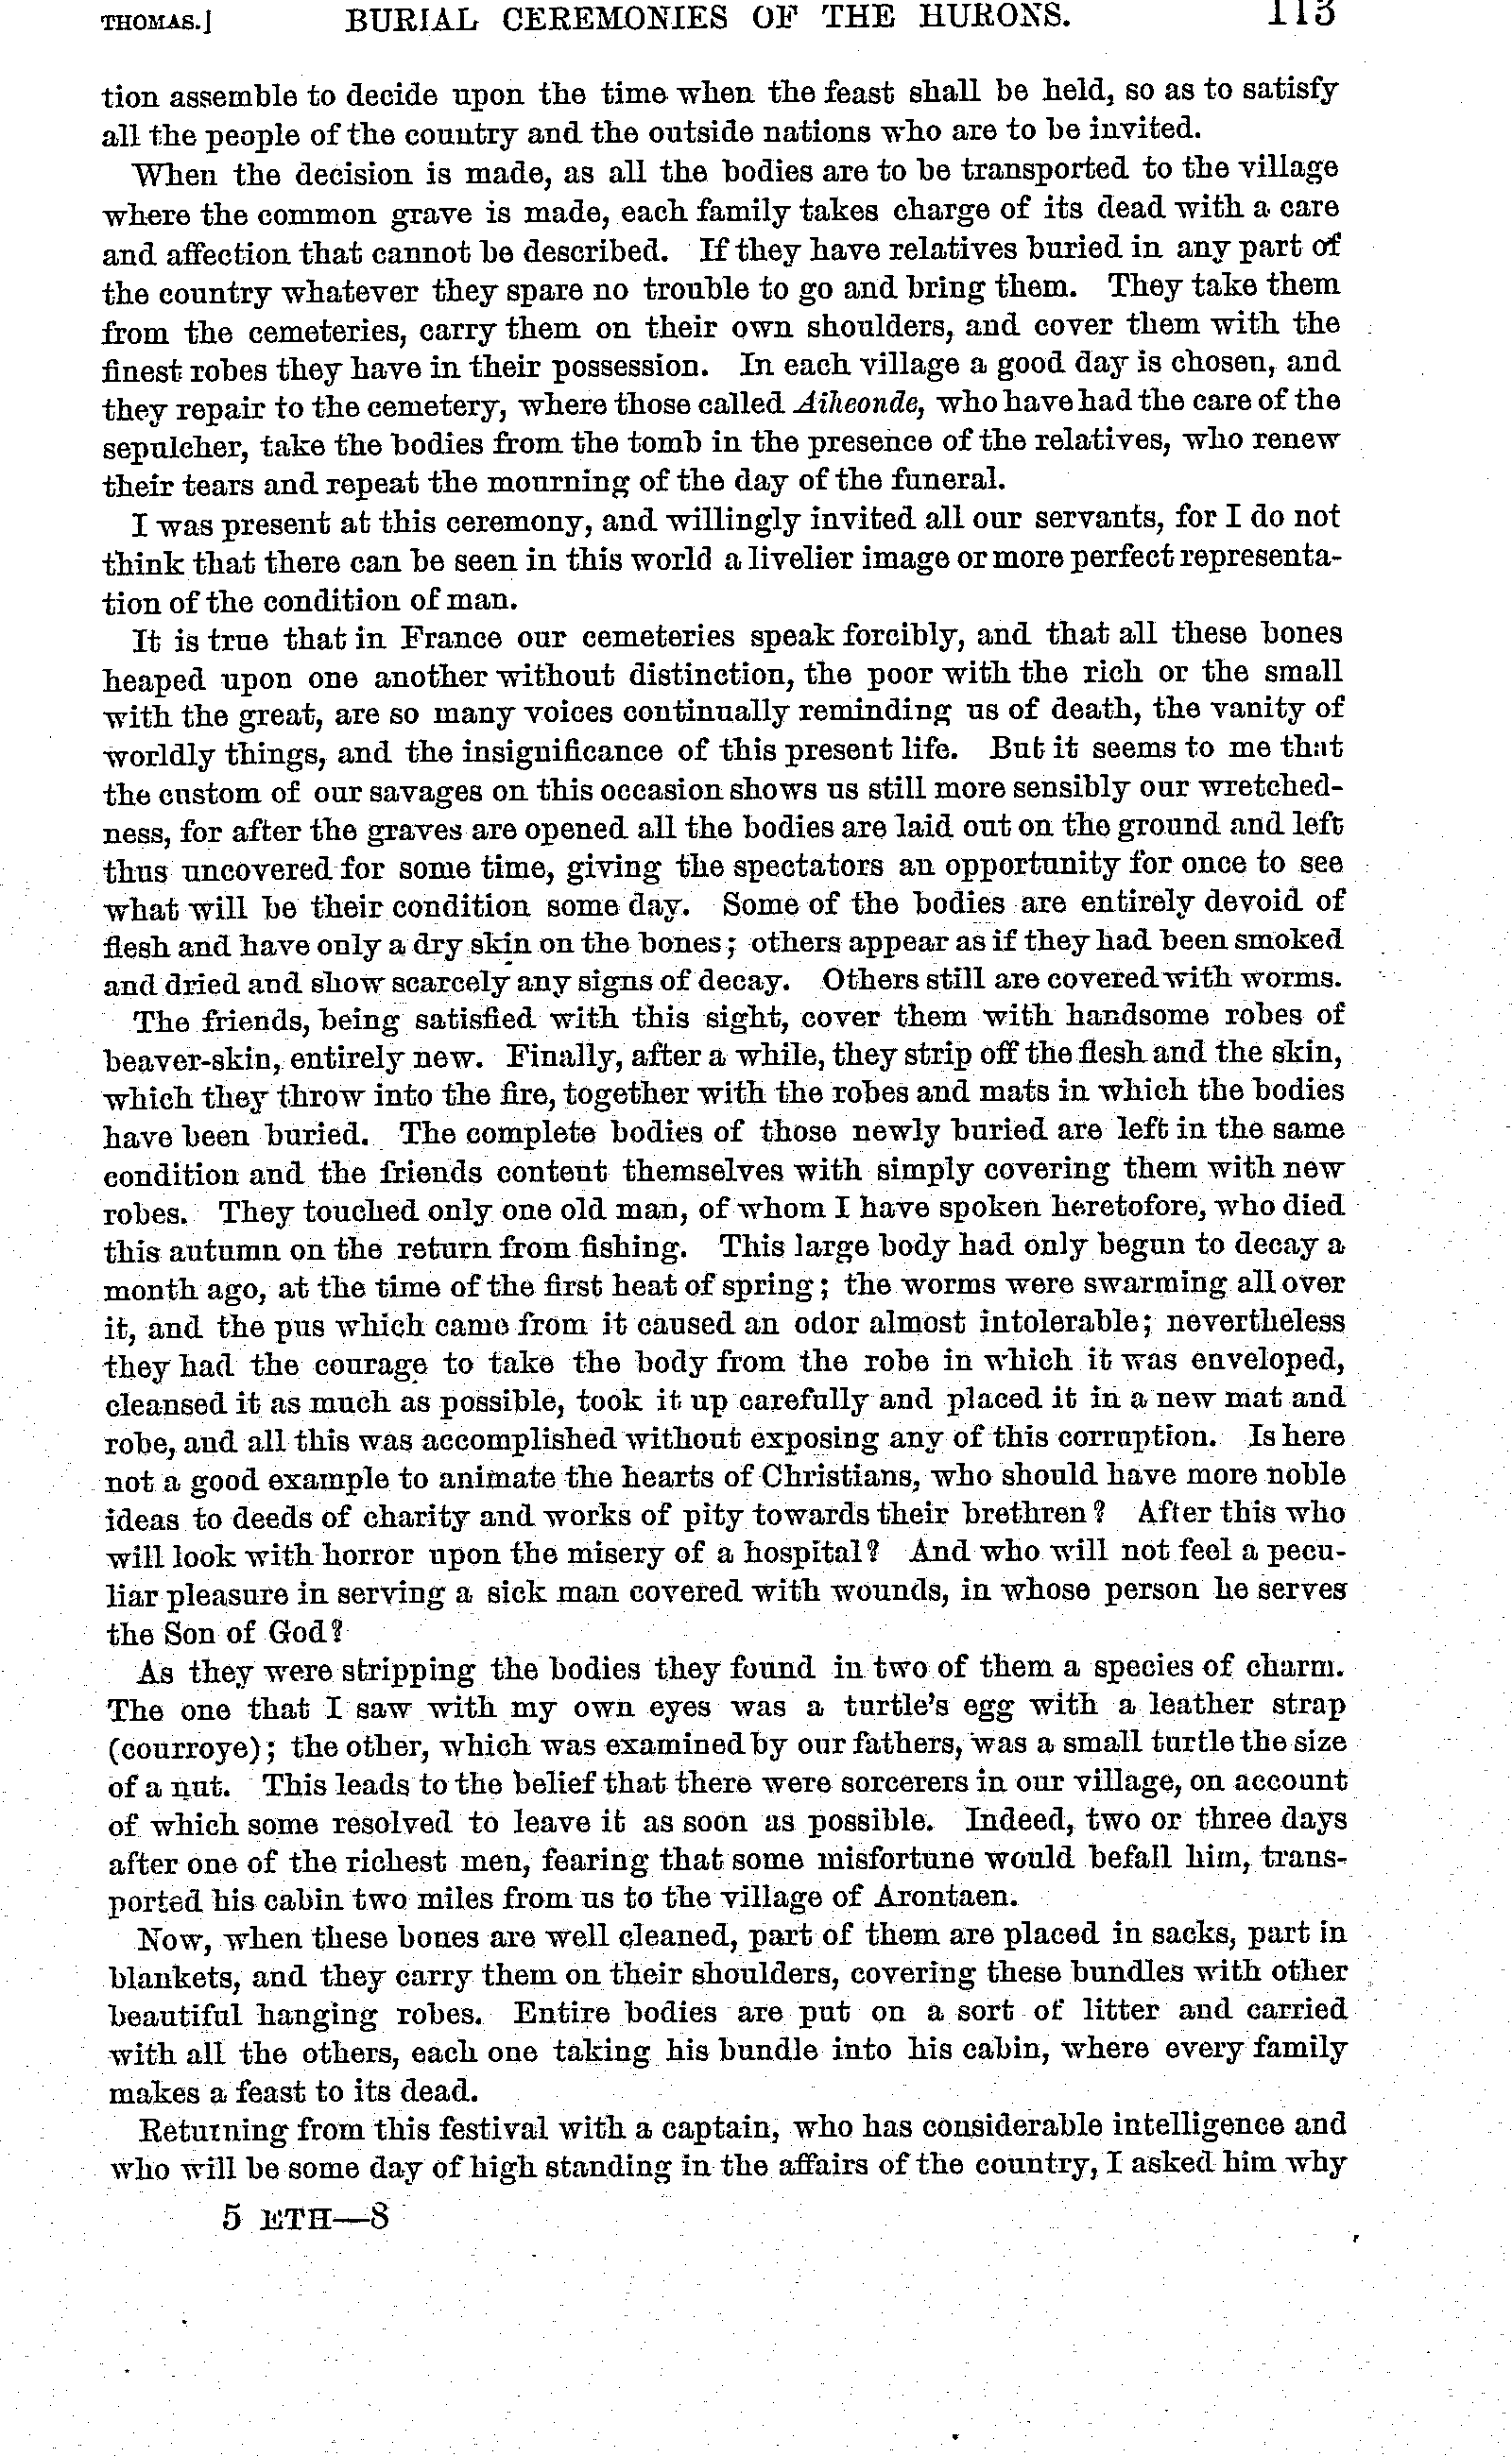 THOMAS.] BURIAL CEREMONIES OF THE HURONS. 113
tion assemble to decide upon the time when the feast shall be held, so as to satisfy
all the people of the country and the outside nations who are to be invited.
When the decision is made, as all the bodies are to be transported to the village
where the common grave is made, each family takes charge of its dead with a care
and affection that cannot be described. If they have relatives buried in any part of
the country whatever they spare no trouble to go and bring them. They take them
from the cemeteries, carry them on their own shoulders, and cover them with the
finest robes they have in their possession. In each village a good day is chosen, and
they repair to the cemetery, where those called Aiheonde, who have had the care of the
sepulcher, take the bodies from the tomb in the presence of the relatives, who renew
their tears and repeat the mourning of the day of the funeral.
I was present at this ceremony, and willingly invited all our servants, for I do not
think that there can be seen in this world a livelier image or more perfect representa-
tion of the condition of man.
It is true that in France our cemeteries speak forcibly, and that all these bones
heaped upon one another without distinction, the poor with the rich or the small
with the great, are so many voices continually reminding us of death, the vanity of
worldly things, and the insignificance of this present life. But it seems to me that
the custom of our savages on this occasion shows us still more sensibly our wretched-
ness, for after the graves are opened all the bodies are laid out on the ground and left
thus uncovered for some time, giving the spectators an opportunity for once to see
what will be their condition some day. Some of the bodies are entirely devoid of
flesh and have only a dry skin on the bones; others appear as if they had been smoked
and dried and show scarcely any signs of decay. Others still are covered with worms.
The friends, being satisfied with this sight, cover them with handsome robes of
beaver-skin, entirely new. Finally, after a while, they strip off the flesh and the skin,
which they throw into the fire, together with the robes and mats in which the bodies
have been buried. The complete bodies of those newly buried are left in the same
condition and the friends content themselves with simply covering them with new
robes. They touched only one old man, of whom I have spoken heretofore, who died
this autumn on the return from fishing. This large body had only begun to decay a
month ago, at the time of the first heat of spring; the worms were swarming all over
it, and the pus which came from it caused an odor almost intolerable; nevertheless
they had the courage to take the body from the robe in which it was enveloped,
cleansed it as much as possible, took it up carefully and placed it in a new mat and
robe, and all this was accomplished without exposing any of this corruption. Is here
not a good example to animate the hearts of Christians, who should have more noble
ideas to deeds of charity and works of pity towards their brethren? After this who
will look with horror upon the misery of a hospital? And who will not feel a pecu-
liar pleasure in serving a sick man covered with wounds, in whose person he serves
the Son of God?
As they were stripping the bodies they found in two of them a species of charm.
The one that I saw with my own eyes was a turtle's egg with a leather strap
(courroye); the other, which was examined by our fathers, was a small turtle the size
of a nut. This leads to the belief that there were sorcerers in our village, on account
of which some resolved to leave it as soon as possible. Indeed, two or three days
after one of the richest men, fearing that some misfortune would befall him, trans-
ported his cabin two miles from us to the village of Arontaen.
Now, when these bones are well cleaned, part of them are placed in sacks, part in
blankets, and they carry them on their shoulders, covering these bundles with other
beautiful hanging robes. Entire bodies are put on a sort of litter and carried
with all the others, each one taking his bundle into his cabin, where every family
makes a feast to its dead.
Returning from this festival with a captain, who has considerable intelligence and
who will be some day of high standing in the affairs of the country, I asked him why
5 ETH—8